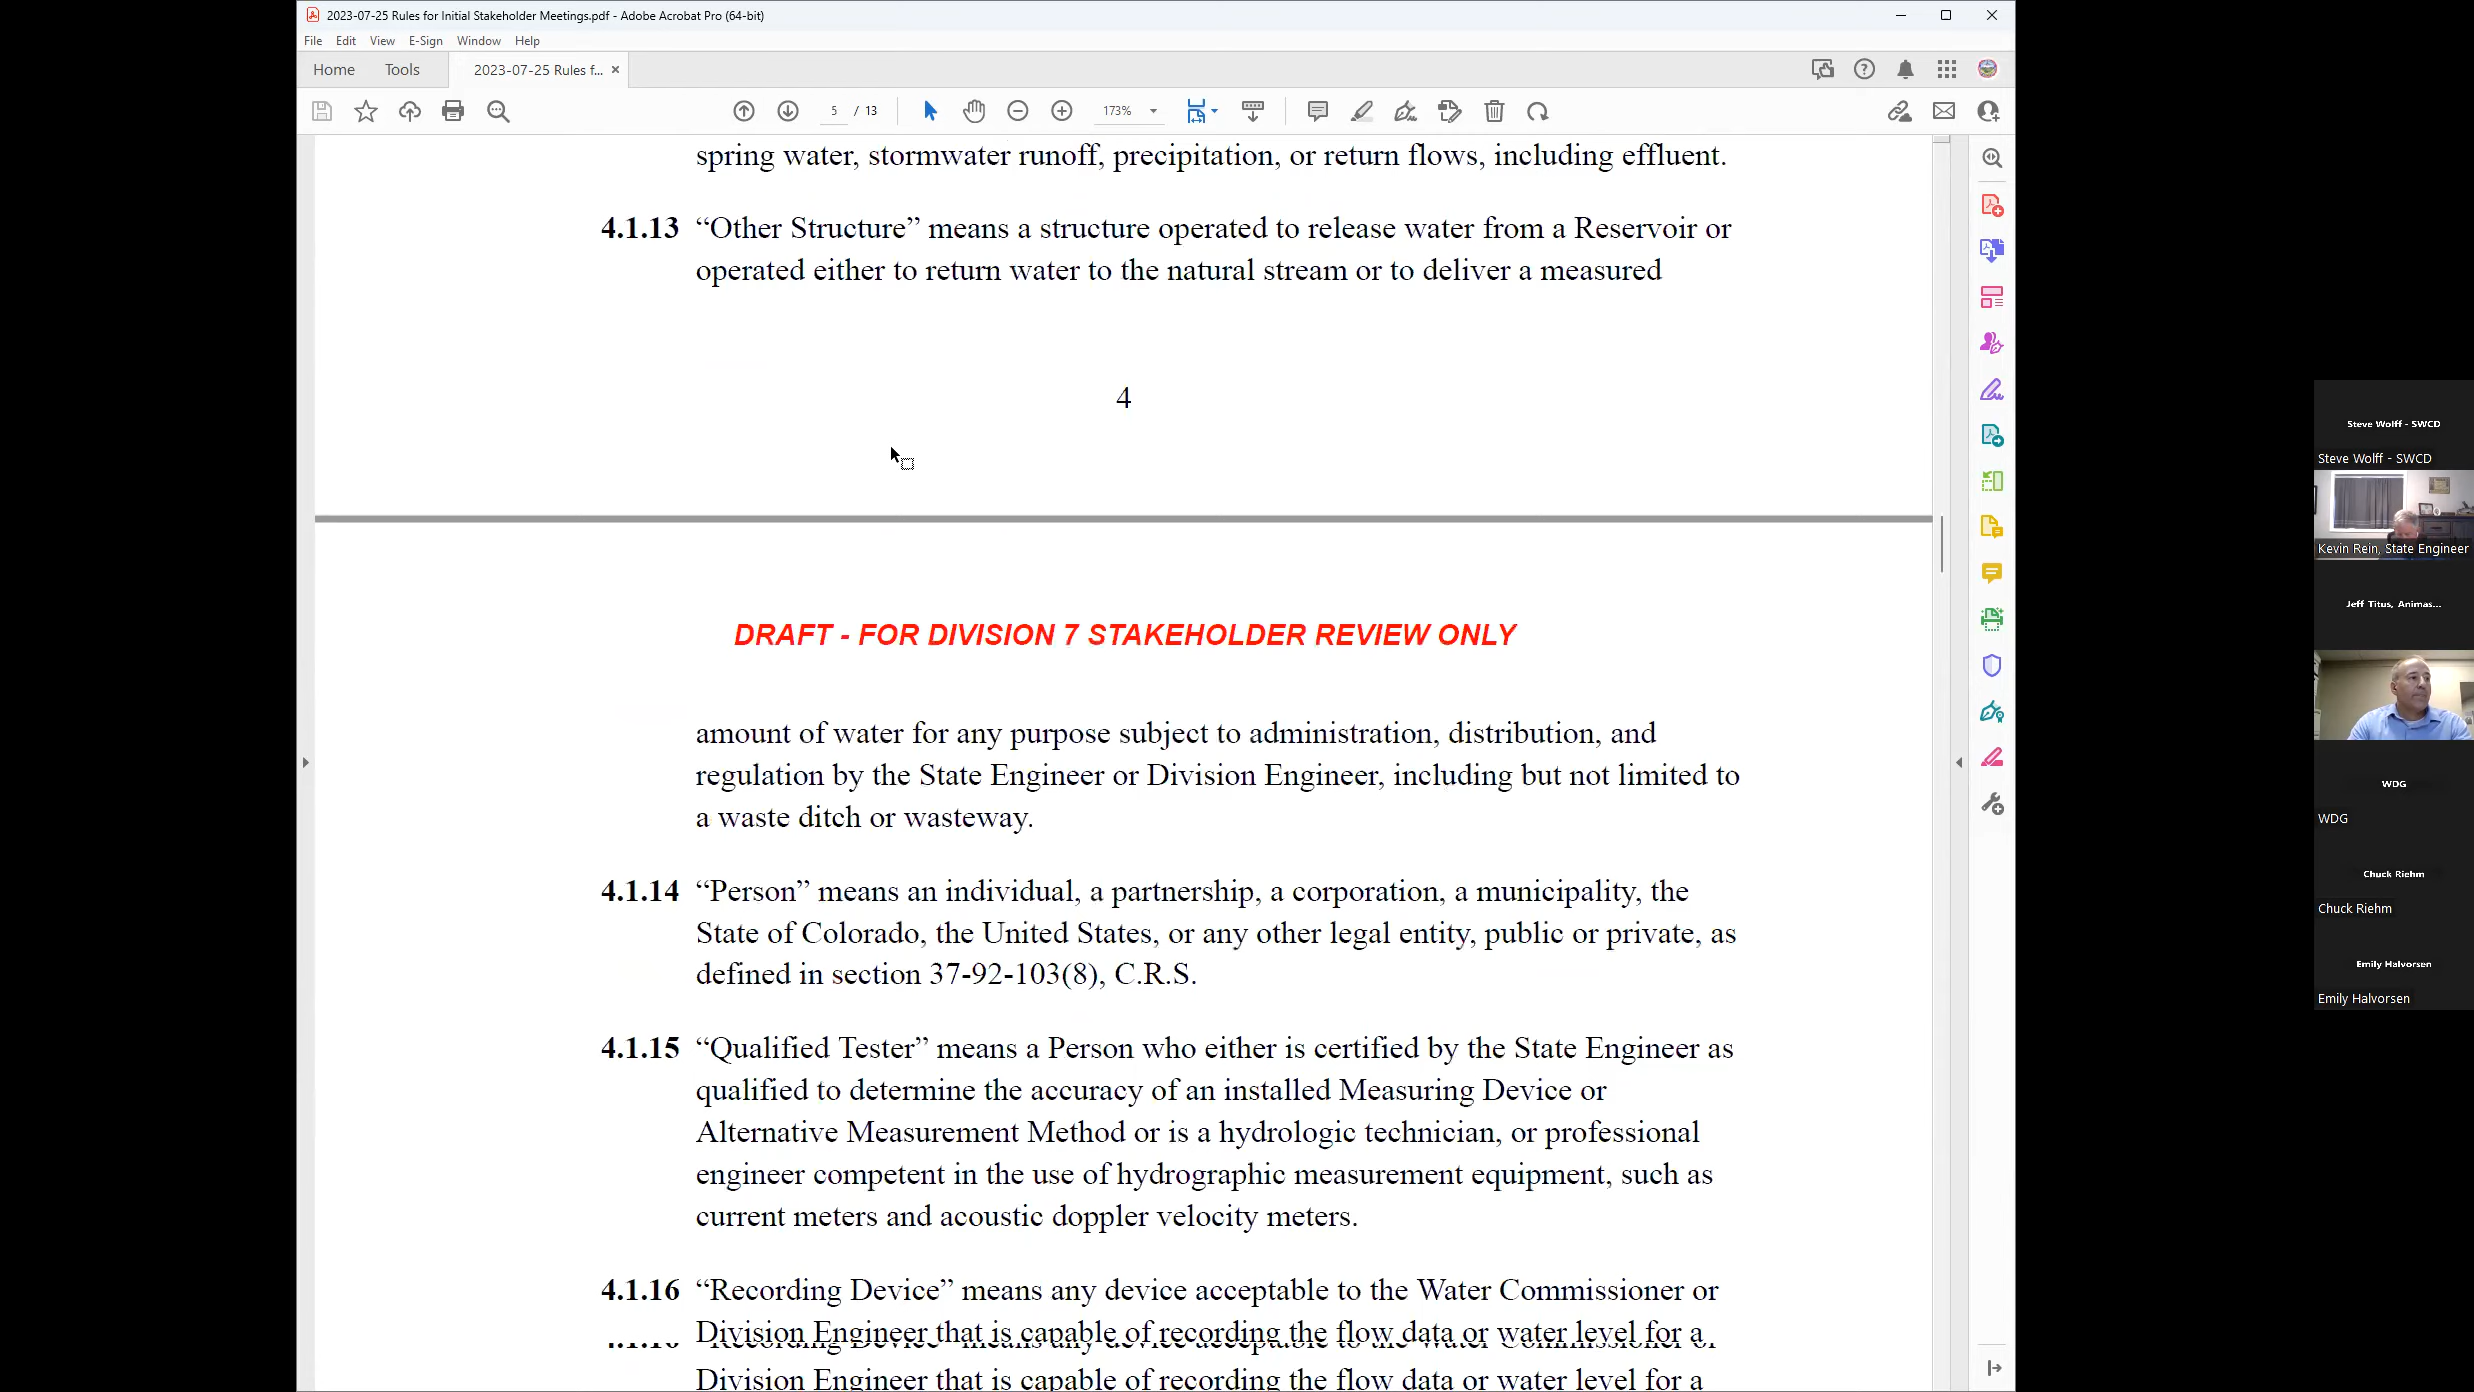 2023-07-25 Rules for Initial Stakeholder Meetings.pdf - Adobe Acrobat Pro (64-bit)
File Edit View E-Sign Window Help
Home Tools 2023-07-25 Rules f... ×
5 / 13 173%
spring water, stormwater runoff, precipitation, or return flows, including effluent.
4.1.13 “Other Structure” means a structure operated to release water from a Reservoir or
operated either to return water to the natural stream or to deliver a measured
4
DRAFT - FOR DIVISION 7 STAKEHOLDER REVIEW ONLY
amount of water for any purpose subject to administration, distribution, and
regulation by the State Engineer or Division Engineer, including but not limited to
a waste ditch or wasteway.
4.1.14 “Person” means an individual, a partnership, a corporation, a municipality, the
State of Colorado, the United States, or any other legal entity, public or private, as
defined in section 37-92-103(8), C.R.S.
4.1.15 “Qualified Tester” means a Person who either is certified by the State Engineer as
qualified to determine the accuracy of an installed Measuring Device or
Alternative Measurement Method or is a hydrologic technician, or professional
engineer competent in the use of hydrographic measurement equipment, such as
current meters and acoustic doppler velocity meters.
4.1.16 “Recording Device” means any device acceptable to the Water Commissioner or
Division Engineer that is capable of recording the flow data or water level for a
Division Engineer that is capable of recording the flow data or water level for a
Steve Wolff - SWCD
Steve Wolff - SWCD
Kevin Rein, State Engineer
Jeff Titus, Animas...
WDG
WDG
Chuck Riehm
Chuck Riehm
Emily Halvorsen
Emily Halvorsen